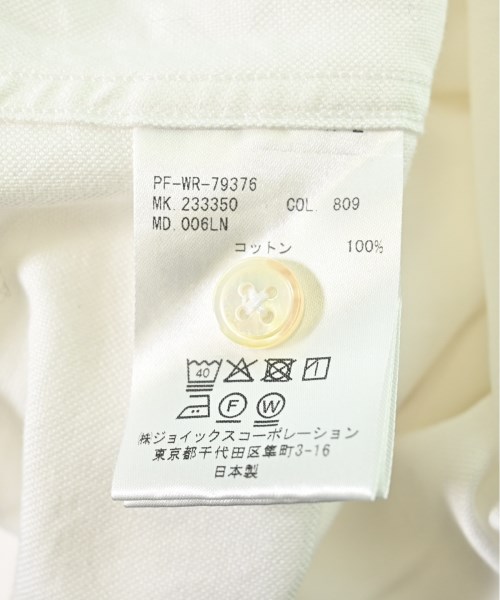 PF-WR-79376
MK. 233350 COL. 809
MD. 006LN
コットン 100%
40
F W
㈱ジョイックスコーポレーション
東京都千代田区隼町3-16
日本製